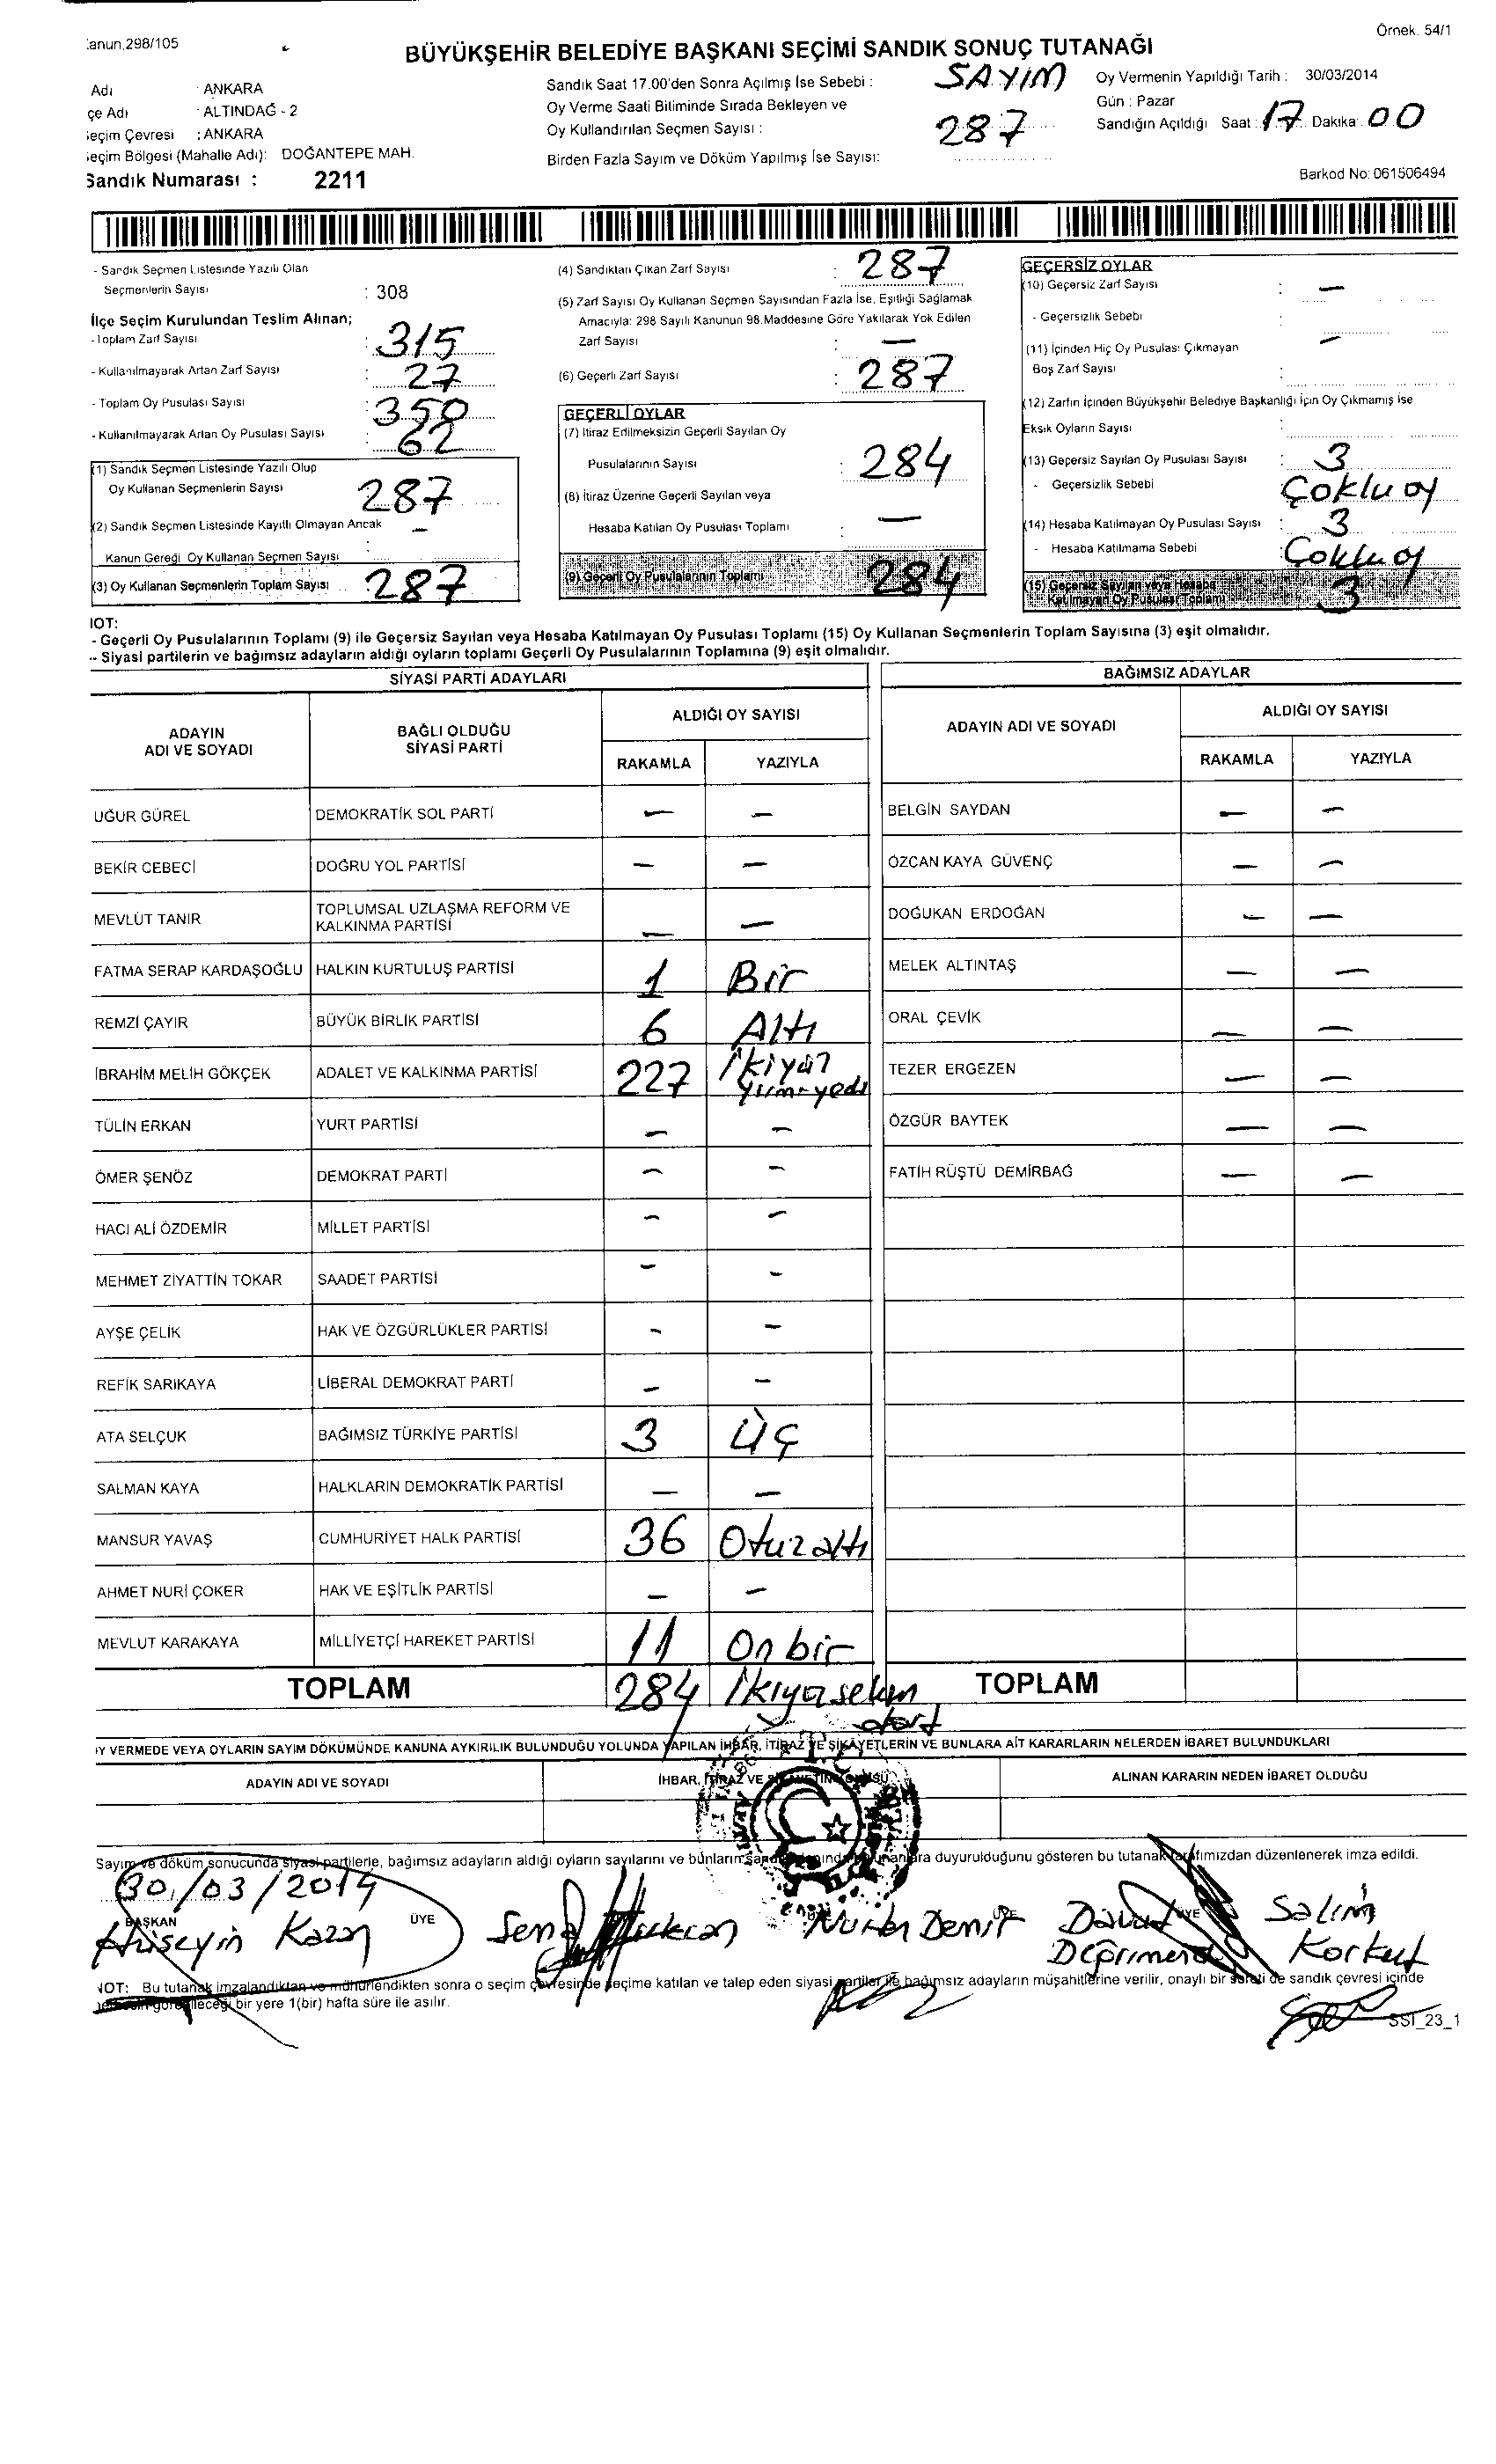 Kanun.298/105
Örnek. 54/1
BÜYÜKŞEHİR BELEDİYE BAŞKANI SEÇİMİ SANDIK SONUÇ TUTANAĞI
Adı : ANKARA
çe Adı : ALTINDAĞ - 2
eçim Çevresi : ANKARA
eçim Bölgesi (Mahalle Adı): DOĞANTEPE MAH.
Sandık Numarası : 2211
Sandık Saat 17.00'den Sonra Açılmış İse Sebebi : SAYIM
Oy Verme Saati Bitiminde Sırada Bekleyen ve
Oy Kullandırılan Seçmen Sayısı : 287
Birden Fazla Sayım ve Döküm Yapılmış İse Sayısı:
Oy Vermenin Yapıldığı Tarih : 30/03/2014
Gün : Pazar
Sandığın Açıldığı Saat : 17 Dakika: 00
Barkod No: 061506494
- Sandık Seçmen Listesinde Yazılı Olan
Seçmenlerin Sayısı : 308
İlçe Seçim Kurulundan Teslim Alınan;
- Toplam Zarf Sayısı : 315
- Kullanılmayarak Artan Zarf Sayısı : 27
- Toplam Oy Pusulası Sayısı : 350
- Kullanılmayarak Artan Oy Pusulası Sayısı : 62
(1) Sandık Seçmen Listesinde Yazılı Olup
Oy Kullanan Seçmenlerin Sayısı 287
(2) Sandık Seçmen Listesinde Kayıtlı Olmayan Ancak
Kanun Gereği Oy Kullanan Seçmen Sayısı : —
(3) Oy Kullanan Seçmenlerin Toplam Sayısı 287
(4) Sandıktan Çıkan Zarf Sayısı : 287
(5) Zarf Sayısı Oy Kullanan Seçmen Sayısından Fazla İse, Eşitliği Sağlamak
Amacıyla: 298 Sayılı Kanunun 98.Maddesine Göre Yakılarak Yok Edilen
Zarf Sayısı : —
(6) Geçerli Zarf Sayısı : 287
GEÇERLİ OYLAR
(7) İtiraz Edilmeksizin Geçerli Sayılan Oy
Pusulalarının Sayısı : 284
(8) İtiraz Üzerine Geçerli Sayılan veya
Hesaba Katılan Oy Pusulası Toplamı : —
(9) Geçerli Oy Pusulalarının Toplamı 284
GEÇERSİZ OYLAR
(10) Geçersiz Zarf Sayısı : —
- Geçersizlik Sebebi :
(11) İçinden Hiç Oy Pusulası Çıkmayan —
Boş Zarf Sayısı :
(12) Zarfın İçinden Büyükşehir Belediye Başkanlığı İçin Oy Çıkmamış İse
Eksik Oyların Sayısı :
(13) Geçersiz Sayılan Oy Pusulası Sayısı : 3
- Geçersizlik Sebebi Çoklu oy
(14) Hesaba Katılmayan Oy Pusulası Sayısı : 3
- Hesaba Katılmama Sebebi Çoklu oy
(15) Geçersiz Sayılan veya Hesaba
Katılmayan Oy Pusulası Toplamı 3
NOT:
- Geçerli Oy Pusulalarının Toplamı (9) ile Geçersiz Sayılan veya Hesaba Katılmayan Oy Pusulası Toplamı (15) Oy Kullanan Seçmenlerin Toplam Sayısına (3) eşit olmalıdır.
- Siyasi partilerin ve bağımsız adayların aldığı oyların toplamı Geçerli Oy Pusulalarının Toplamına (9) eşit olmalıdır.
SİYASİ PARTİ ADAYLARI
ADAYIN ADI VE SOYADI
BAĞLI OLDUĞU SİYASİ PARTİ
ALDIĞI OY SAYISI
RAKAMLA YAZIYLA
UĞUR GÜREL DEMOKRATİK SOL PARTİ — —
BEKİR CEBECİ DOĞRU YOL PARTİSİ — —
MEVLÜT TANIR TOPLUMSAL UZLAŞMA REFORM VE KALKINMA PARTİSİ — —
FATMA SERAP KARDAŞOĞLU HALKIN KURTULUŞ PARTİSİ 1 Bir
REMZİ ÇAYIR BÜYÜK BİRLİK PARTİSİ 6 Altı
İBRAHİM MELİH GÖKÇEK ADALET VE KALKINMA PARTİSİ 227 İkiyüz yirmiyedi
TÜLİN ERKAN YURT PARTİSİ — —
ÖMER ŞENÖZ DEMOKRAT PARTİ — —
HACI ALİ ÖZDEMİR MİLLET PARTİSİ — —
MEHMET ZİYATTİN TOKAR SAADET PARTİSİ — —
AYŞE ÇELİK HAK VE ÖZGÜRLÜKLER PARTİSİ — —
REFİK SARIKAYA LİBERAL DEMOKRAT PARTİ — —
ATA SELÇUK BAĞIMSIZ TÜRKİYE PARTİSİ 3 Üç
SALMAN KAYA HALKLARIN DEMOKRATİK PARTİSİ — —
MANSUR YAVAŞ CUMHURİYET HALK PARTİSİ 36 Otuzaltı
AHMET NURİ ÇOKER HAK VE EŞİTLİK PARTİSİ — —
MEVLUT KARAKAYA MİLLİYETÇİ HAREKET PARTİSİ 11 Onbir
TOPLAM 284
BAĞIMSIZ ADAYLAR
ADAYIN ADI VE SOYADI
ALDIĞI OY SAYISI
RAKAMLA YAZIYLA
BELGİN SAYDAN — —
ÖZCAN KAYA GÜVENÇ — —
DOĞUKAN ERDOĞAN — —
MELEK ALTINTAŞ — —
ORAL ÇEVİK — —
TEZER ERGEZEN — —
ÖZGÜR BAYTEK — —
FATİH RÜŞTÜ DEMİRBAĞ — —
TOPLAM
OY VERMEDE VEYA OYLARIN SAYIM DÖKÜMÜNDE KANUNA AYKIRILIK BULUNDUĞU YOLUNDA YAPILAN İHBAR, İTİRAZ VE ŞİKAYETLERİN VE BUNLARA AİT KARARLARIN NELERDEN İBARET BULUNDUKLARI
ADAYIN ADI VE SOYADI
İHBAR, İTİRAZ VE
ALINAN KARARIN NEDEN İBARET OLDUĞU
Sayım ve döküm sonucunda siyasi partilerle, bağımsız adayların aldığı oyların sayılarını ve bunların duyurulduğunu gösteren bu tutanak tarafımızdan düzenlenerek imza edildi.
30/03/2014
BAŞKAN ÜYE ÜYE ÜYE
Hüseyin Kazan
Nurten Demir
Davut
Salim Korkut
NOT: Bu tutanak imzalandıktan ve mühürlendikten sonra o seçim çevresinde seçime katılan ve talep eden siyasi partiler ile bağımsız adayların müşahitlerine verilir, onaylı bir sureti de sandık çevresi içinde
bir yere 1(bir) hafta süre ile asılır.
SSI_23_1